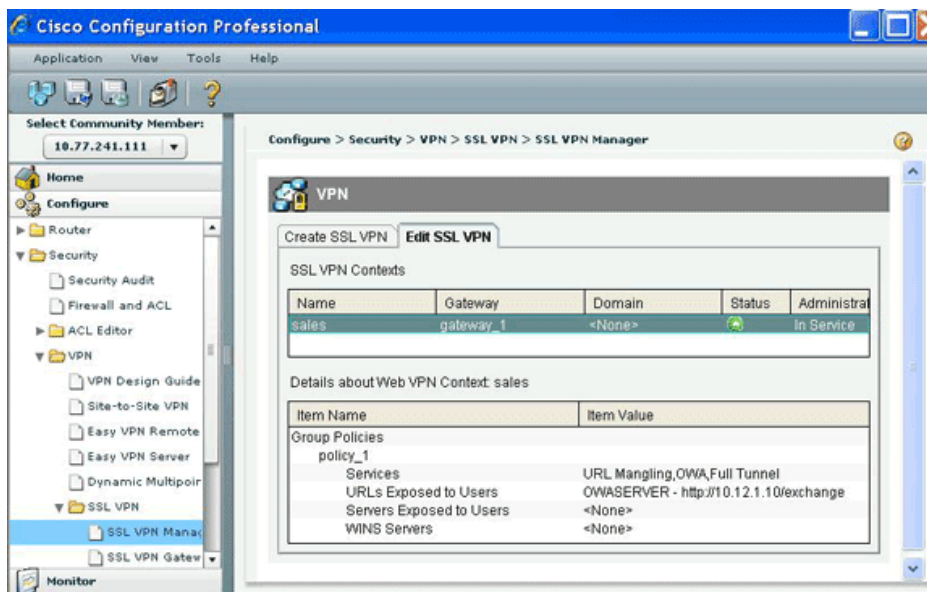 Cisco Configuration Professional
Application View Tools Help
Select Community Member:
10.77.241.111
Home
Configure
Router
Security
Security Audit
Firewall and ACL
ACL Editor
VPN
VPN Design Guide
Site-to-Site VPN
Easy VPN Remote
Easy VPN Server
Dynamic Multipoin
SSL VPN
SSL VPN Manag
SSL VPN Gatew
Monitor
Configure > Security > VPN > SSL VPN > SSL VPN Manager
VPN
Create SSL VPN Edit SSL VPN
SSL VPN Contexts
Name Gateway Domain Status Administrat
sales gateway_1 <None> In Service
Details about Web VPN Context: sales
Item Name Item Value
Group Policies
policy_1
Services URL Mangling,OWA,Full Tunnel
URLs Exposed to Users OWASERVER - http://10.12.1.10/exchange
Servers Exposed to Users <None>
WINS Servers <None>